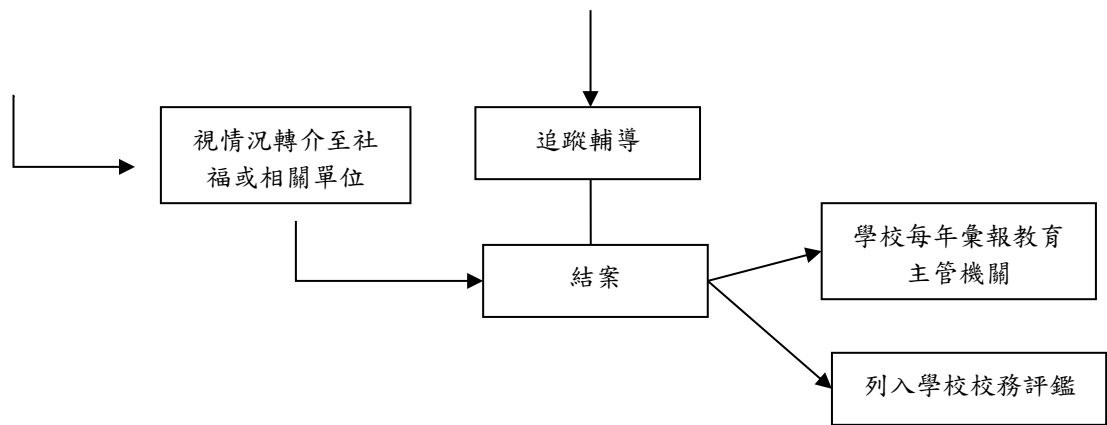 視情況轉介至社
福或相關單位
追蹤輔導
結案
學校每年彙報教育
主管機關
列入學校校務評鑑